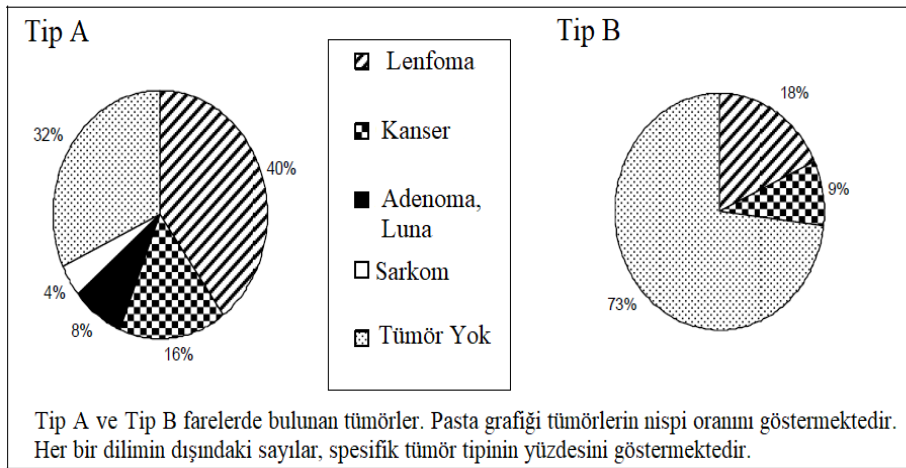 Tip A
Tip B
Lenfoma
Kanser
Adenoma,
Luna
Sarkom
Tümör Yok
32%
40%
4%
8%
16%
18%
9%
73%
Tip A ve Tip B farelerde bulunan tümörler. Pasta grafiği tümörlerin nispi oranını göstermektedir.
Her bir dilimin dışındaki sayılar, spesifik tümör tipinin yüzdesini göstermektedir.